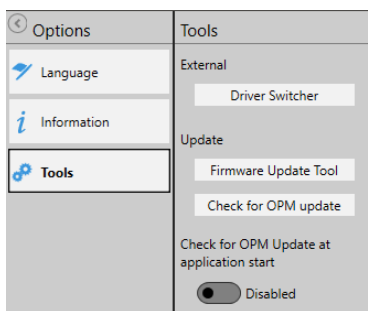 Options
Language
Information
Tools
Tools
External
Driver Switcher
Update
Firmware Update Tool
Check for OPM update
Check for OPM Update at
application start
Disabled